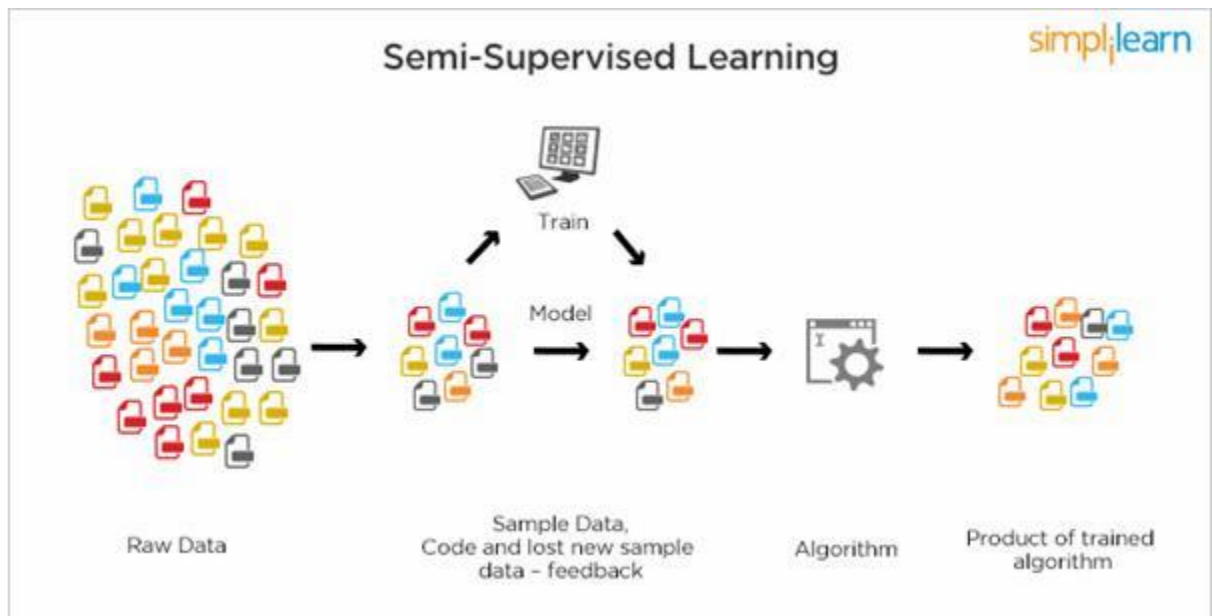 Semi-Supervised Learning
simplilearn
Train
Model
Raw Data
Sample Data,
Code and lost new sample
data – feedback
Algorithm
Product of trained
algorithm